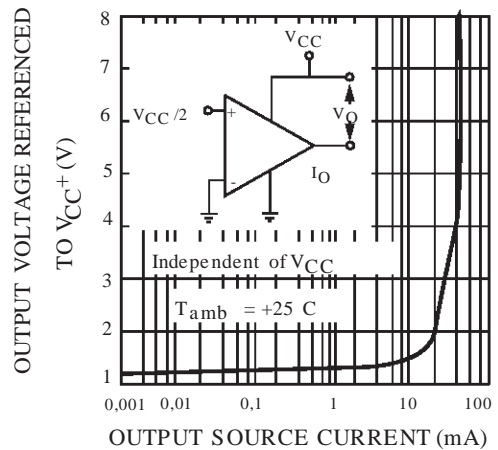 OUTPUT VOLTAGE REFERENCED
TO VCC+ (V)
8
7
6
5
4
3
2
1
VCC
VCC/2
+
-
VO
IO
Independent of VCC
Tamb = +25 C
0,001 0,01 0,1 1 10 100
OUTPUT SOURCE CURRENT (mA)